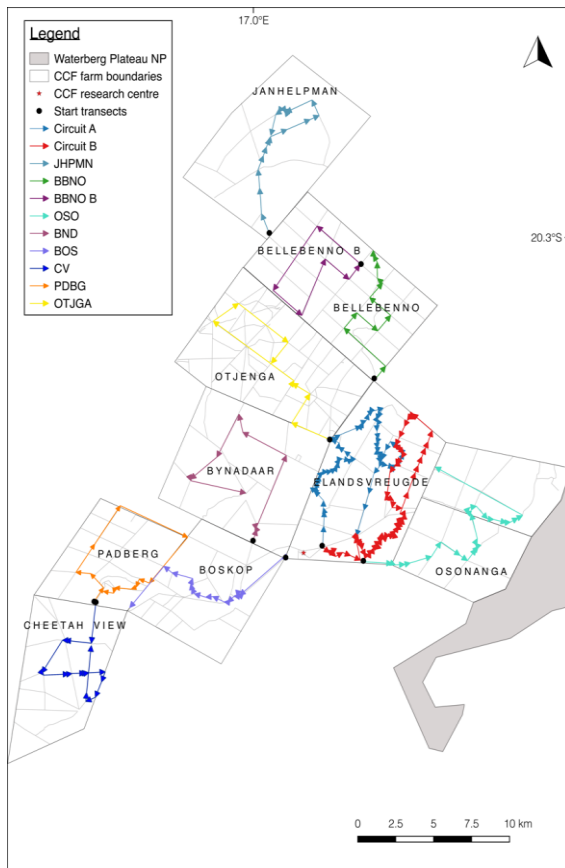 17.0°E
Legend
Waterberg Plateau NP
CCF farm boundaries
CCF research centre
Start transects
Circuit A
Circuit B
JHPMN
BBNO
BBNO B
OSO
BND
BOS
CV
PDBG
OTJGA
JANHELPMAN
20.3°S
BELLEBENNO B
BELLEBENNO
OTJENGA
BYNADAAR
ELANDSVREUGDE
PADBERG
BOSKOP
OSONANGA
CHEETAH VIEW
0 2.5 5 7.5 10 km